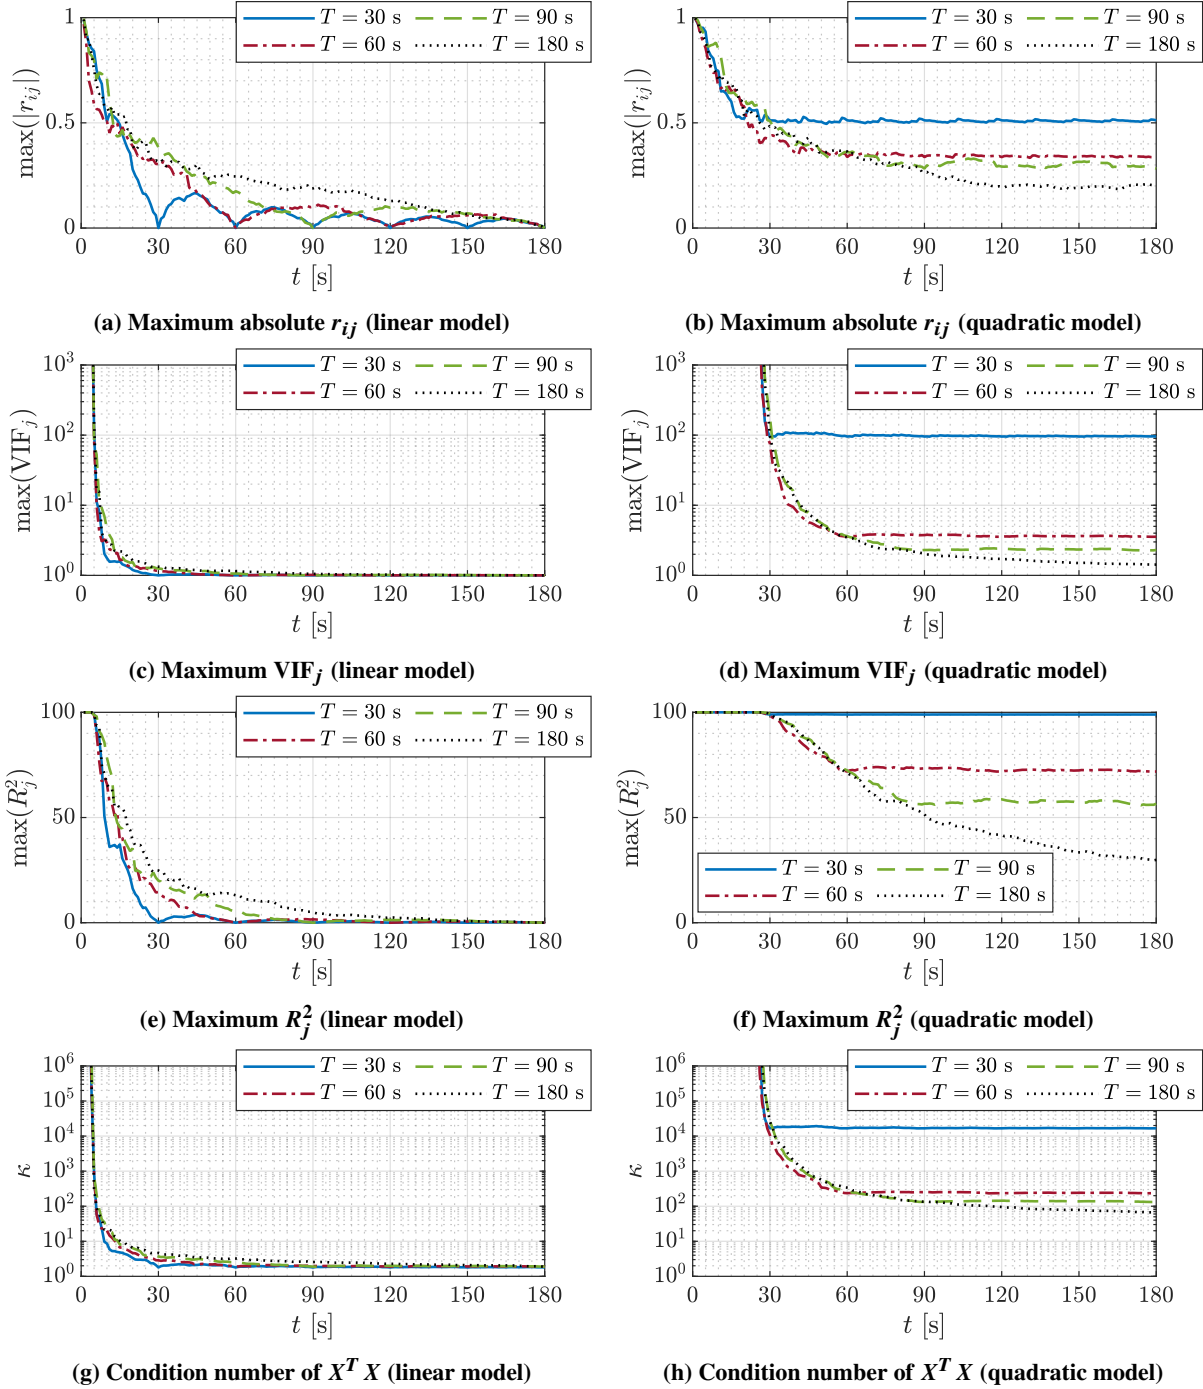 1
0.5
0
max(|r_ij|)
T = 30 s
T = 90 s
T = 60 s
T = 180 s
0 30 60 90 120 150 180
t [s]
(a) Maximum absolute r_ij (linear model)
1
0.5
0
max(|r_ij|)
T = 30 s
T = 90 s
T = 60 s
T = 180 s
0 30 60 90 120 150 180
t [s]
(b) Maximum absolute r_ij (quadratic model)
10^3
10^2
10^1
10^0
max(VIF_j)
T = 30 s
T = 90 s
T = 60 s
T = 180 s
0 30 60 90 120 150 180
t [s]
(c) Maximum VIF_j (linear model)
10^3
10^2
10^1
10^0
max(VIF_j)
T = 30 s
T = 90 s
T = 60 s
T = 180 s
0 30 60 90 120 150 180
t [s]
(d) Maximum VIF_j (quadratic model)
100
50
0
max(R_j^2)
T = 30 s
T = 90 s
T = 60 s
T = 180 s
0 30 60 90 120 150 180
t [s]
(e) Maximum R_j^2 (linear model)
100
50
0
max(R_j^2)
T = 30 s
T = 90 s
T = 60 s
T = 180 s
0 30 60 90 120 150 180
t [s]
(f) Maximum R_j^2 (quadratic model)
10^6
10^5
10^4
10^3
10^2
10^1
10^0
κ
T = 30 s
T = 90 s
T = 60 s
T = 180 s
0 30 60 90 120 150 180
t [s]
(g) Condition number of X^T X (linear model)
10^6
10^5
10^4
10^3
10^2
10^1
10^0
κ
T = 30 s
T = 90 s
T = 60 s
T = 180 s
0 30 60 90 120 150 180
t [s]
(h) Condition number of X^T X (quadratic model)